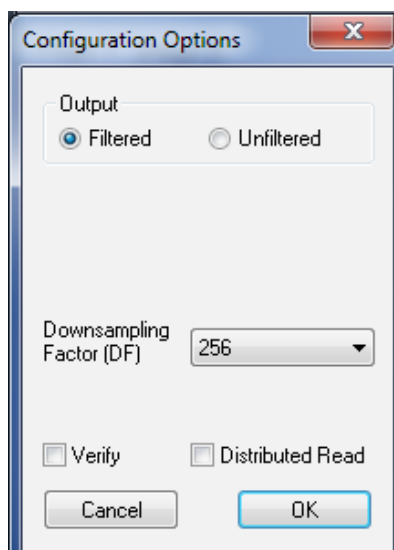 Configuration Options
Output
Filtered
Unfiltered
Downsampling
Factor (DF)
256
Verify
Distributed Read
Cancel
OK